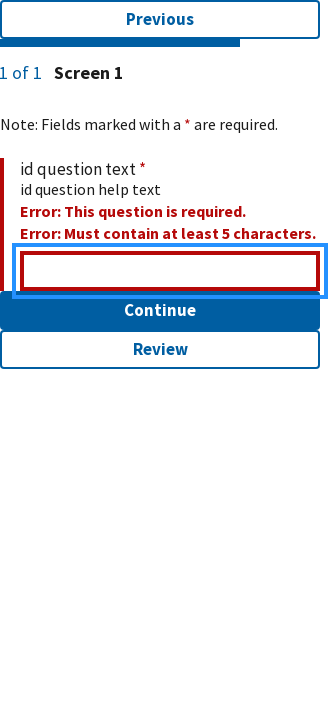 Previous
1 of 1 Screen 1
Note: Fields marked with a * are required.
id question text *
id question help text
Error: This question is required.
Error: Must contain at least 5 characters.
Continue
Review